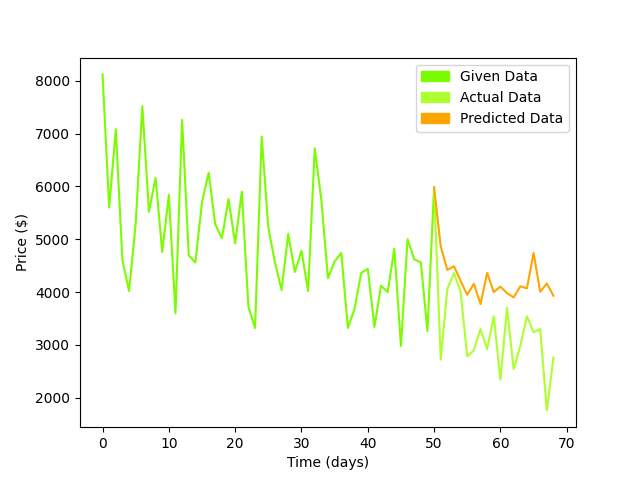 Given Data
Actual Data
Predicted Data
Price ($)
8000
7000
6000
5000
4000
3000
2000
0 10 20 30 40 50 60 70
Time (days)